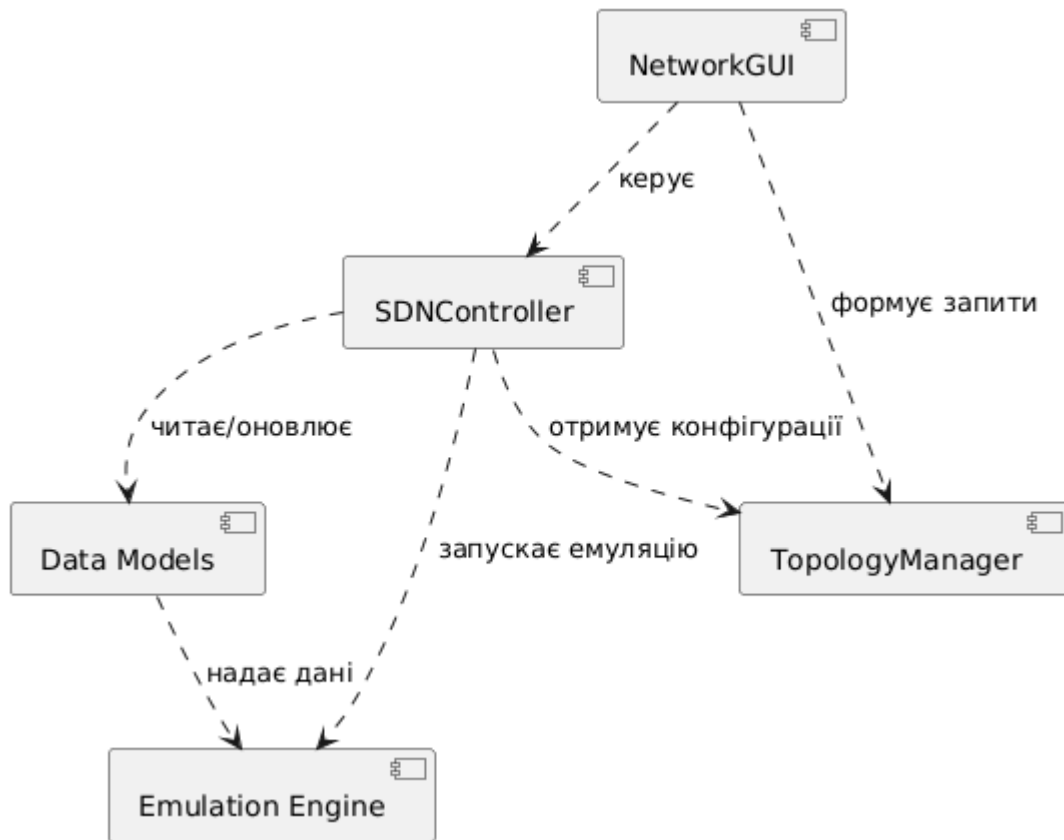 NetworkGUI
керує
SDNController
формує запити
читає/оновлює
отримує конфігурації
запускає емуляцію
Data Models
TopologyManager
надає дані
Emulation Engine